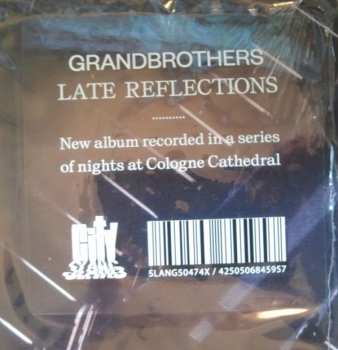 GRANDBROTHERS
LATE REFLECTIONS
New album recorded in a series
of nights at Cologne Cathedral
City
SLANG
SLANG50474X / 4250506845957